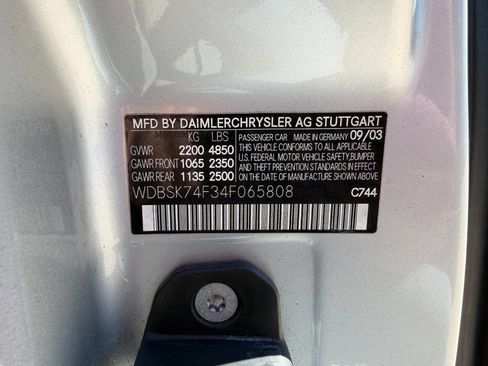 MFD BY DAIMLERCHRYSLER AG STUTTGART
KG LBS PASSENGER CAR MADE IN GERMANY 09/03
GVWR 2200 4850 THIS VEHICLE CONFORMS TO ALL APPLICABLE
GAWR FRONT 1065 2350 U.S. FEDERAL MOTOR VEHICLE SAFETY,BUMPER
GAWR REAR 1135 2500 AND THEFT PREVENTION STANDARDS IN EFFECT
WDBSK74F34F065808 ON THE DATE OF MANUFACTURE SHOWN ABOVE.
C744